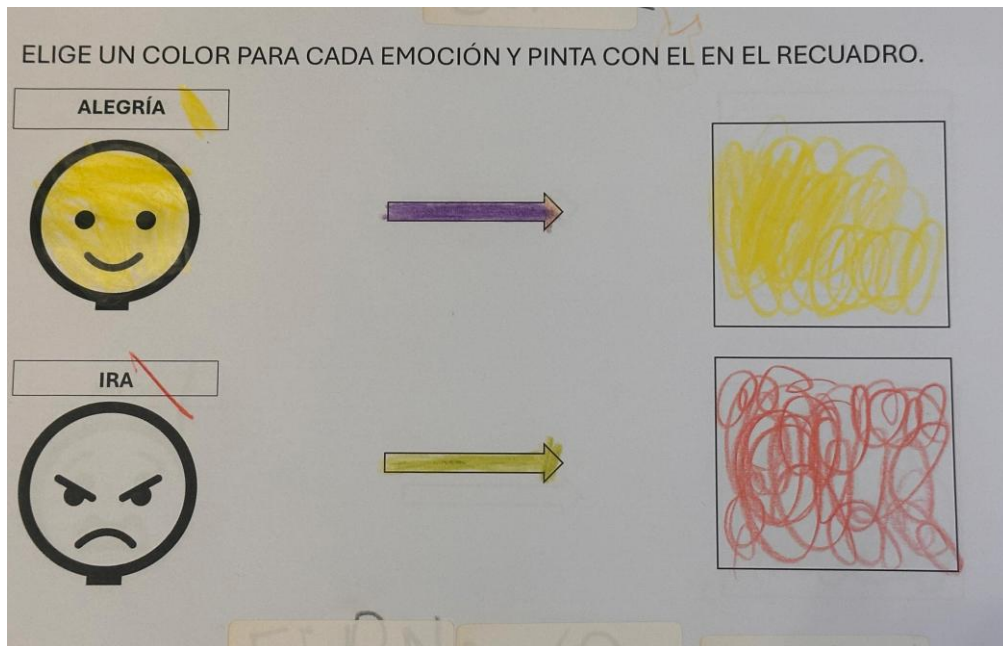 ELIGE UN COLOR PARA CADA EMOCIÓN Y PINTA CON EL EN EL RECUADRO.
ALEGRÍA
IRA